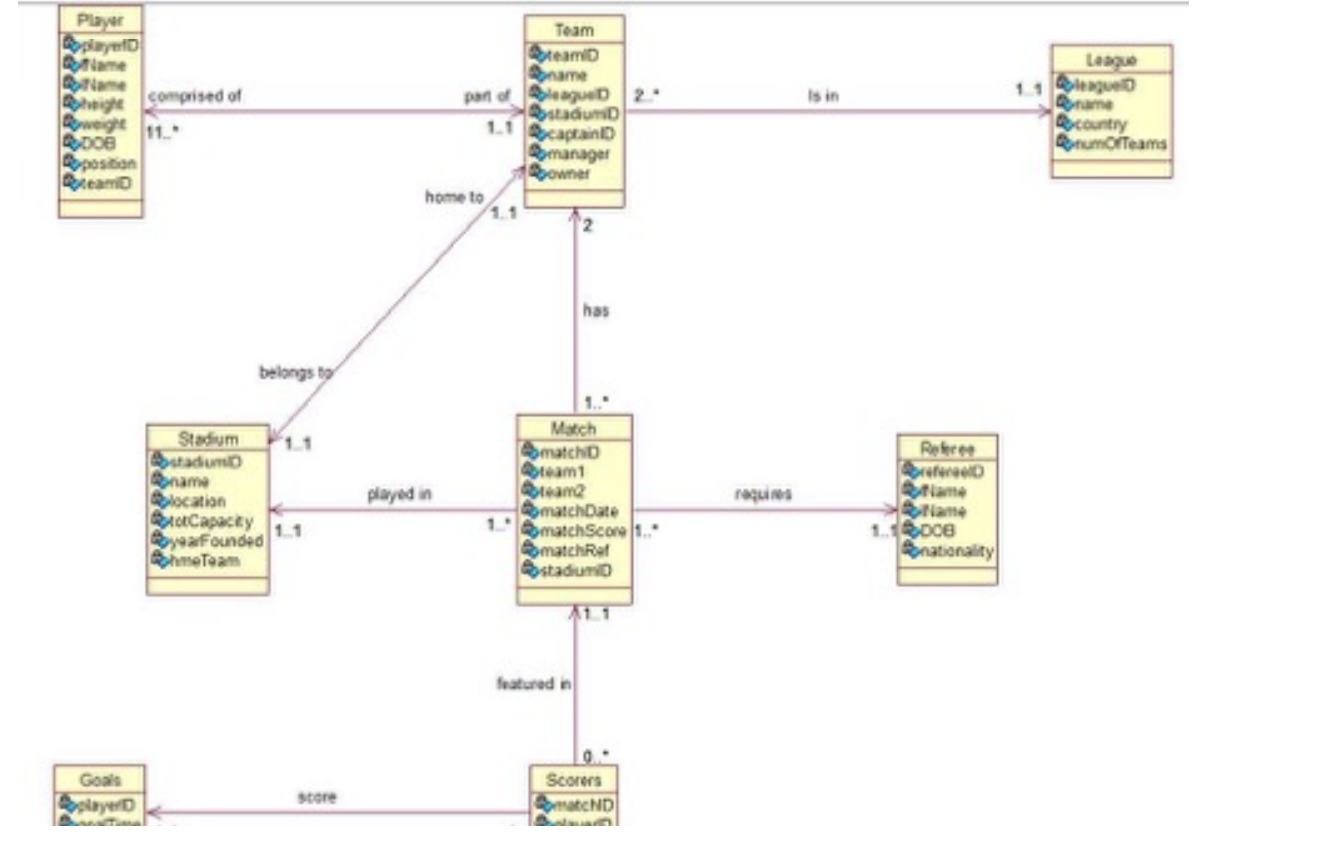 Player
playerID
fName
lName
height
weight
DOB
position
teamID
comprised of
11..*
part of
1..1
Team
teamID
name
leagueID
stadiumID
captainID
manager
owner
2..*
Is in
1..1
League
leagueID
name
country
numOfTeams
home to
1..1
belongs to
1..1
2
has
1..*
Stadium
stadiumID
name
location
totCapacity
yearFounded
hmeTeam
played in
1..1
1..*
Match
matchID
team1
team2
matchDate
matchScore
matchRef
stadiumID
requires
1..*
1..1
Referee
refereeID
fName
lName
DOB
nationality
1..1
featured in
0..*
Goals
playerID
goalTime
score
Scorers
matchID
playerID